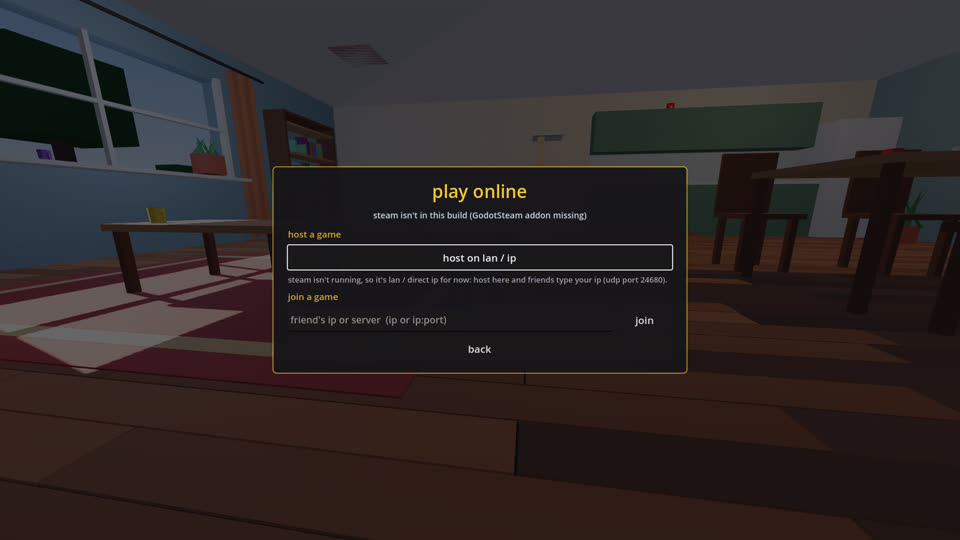 play online
steam isn't in this build (GodotSteam addon missing)
host a game
host on lan / ip
steam isn't running, so it's lan / direct ip for now: host here and friends type your ip (udp port 24680).
join a game
friend's ip or server (ip or ip:port)
join
back